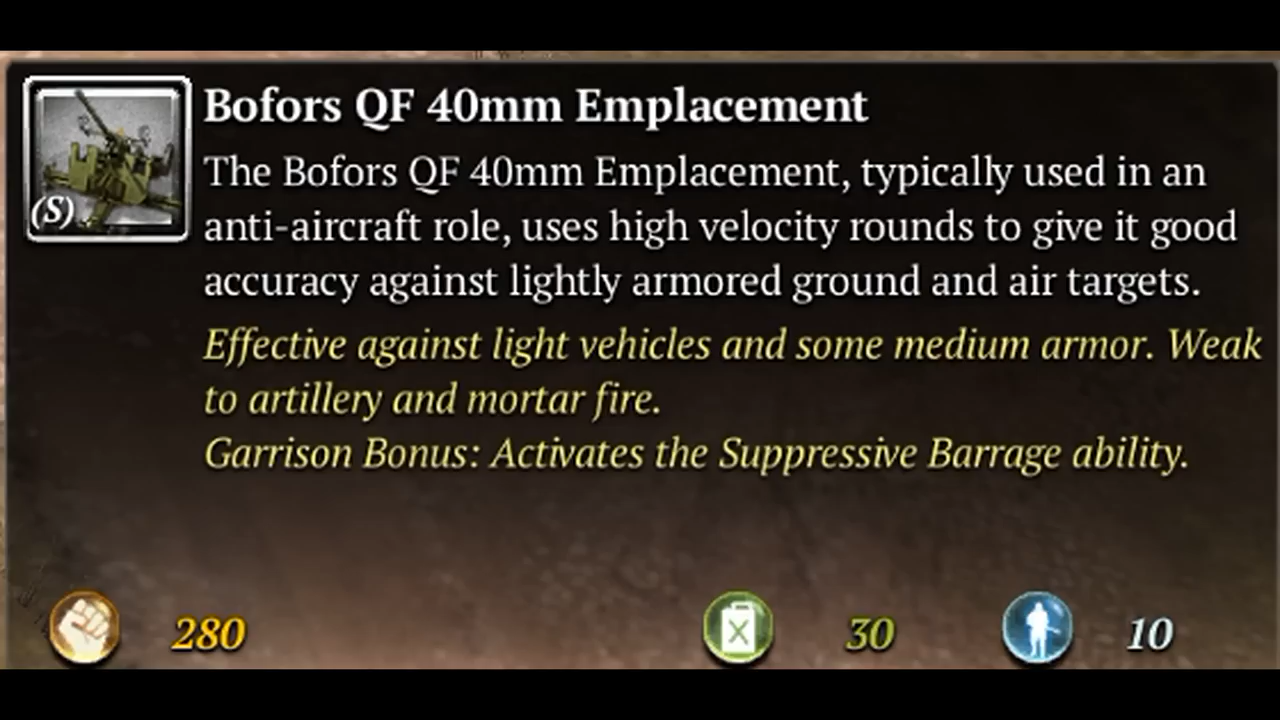 Bofors QF 40mm Emplacement
The Bofors QF 40mm Emplacement, typically used in an
anti-aircraft role, uses high velocity rounds to give it good
accuracy against lightly armored ground and air targets.
Effective against light vehicles and some medium armor. Weak
to artillery and mortar fire.
Garrison Bonus: Activates the Suppressive Barrage ability.
(S)
280 30 10